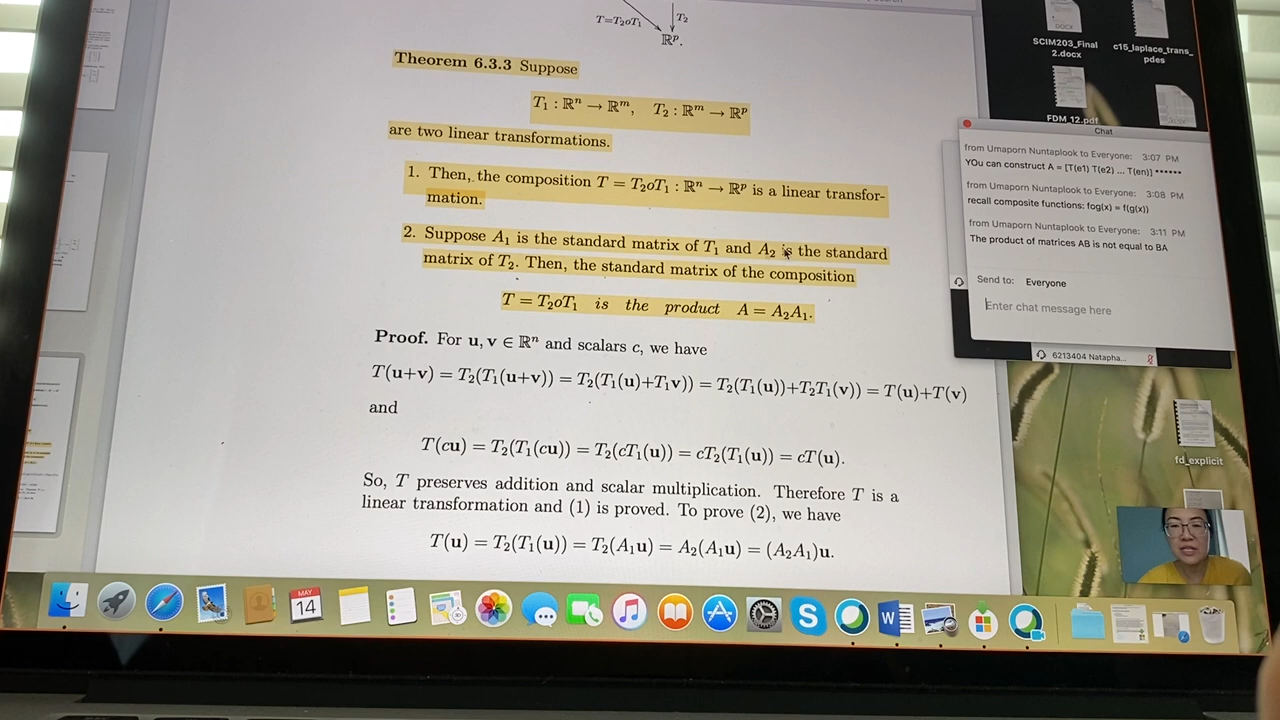 T=T₂oT₁
T₂
ℝᵖ.
Theorem 6.3.3 Suppose
T₁ : ℝⁿ → ℝᵐ, T₂ : ℝᵐ → ℝᵖ
are two linear transformations.
1. Then, the composition T = T₂oT₁ : ℝⁿ → ℝᵖ is a linear transfor-
mation.
2. Suppose A₁ is the standard matrix of T₁ and A₂ is the standard
matrix of T₂. Then, the standard matrix of the composition
T = T₂oT₁ is the product A = A₂A₁.
Proof. For u, v ∈ ℝⁿ and scalars c, we have
T(u+v) = T₂(T₁(u+v)) = T₂(T₁(u)+T₁v)) = T₂(T₁(u))+T₂T₁(v)) = T(u)+T(v)
and
T(cu) = T₂(T₁(cu)) = T₂(cT₁(u)) = cT₂(T₁(u)) = cT(u).
So, T preserves addition and scalar multiplication. Therefore T is a
linear transformation and (1) is proved. To prove (2), we have
T(u) = T₂(T₁(u)) = T₂(A₁u) = A₂(A₁u) = (A₂A₁)u.
DOCX
SCIM203_Final
2.docx
c15_laplace_trans_
pdes
FDM_12.pdf
Chat
from Umaporn Nuntaplook to Everyone: 3:07 PM
YOu can construct A = [T(e1) T(e2) ... T(en)] ••••••
from Umaporn Nuntaplook to Everyone: 3:08 PM
recall composite functions: fog(x) = f(g(x))
from Umaporn Nuntaplook to Everyone: 3:11 PM
The product of matrices AB is not equal to BA
Send to: Everyone
Enter chat message here
6213404 Natapha...
fd_explicit
MAY
14
W
S